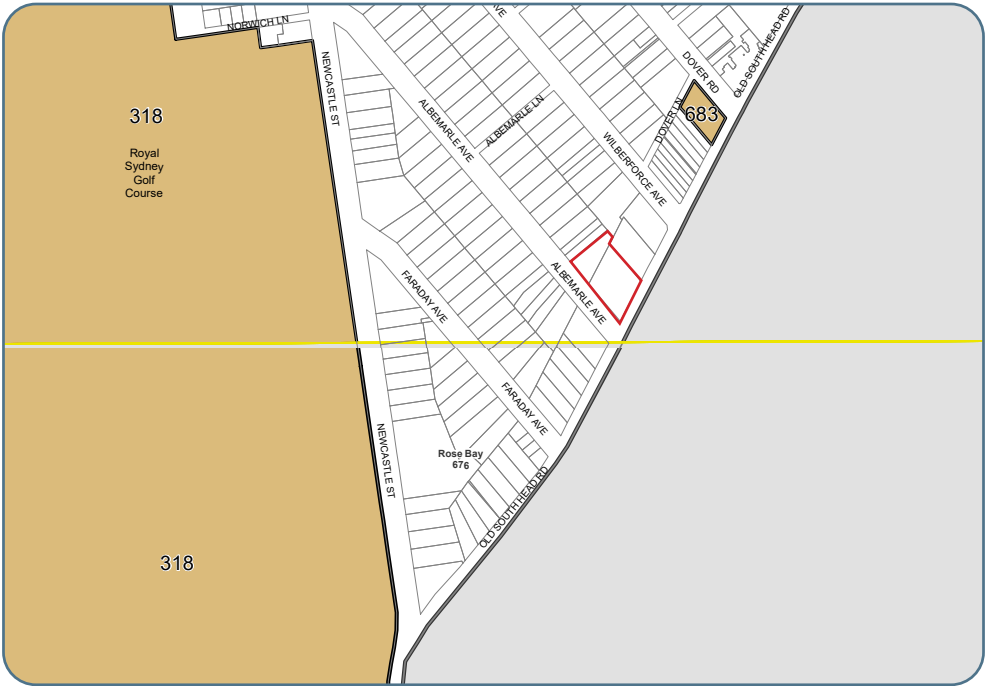 NORWICH LN
AVE
OLD SOUTH HEAD RD
DOVER RD
NEWCASTLE ST
318
683
ALBEMARLE AVE
ALBEMARLE LN
DOVER LN
WILBERFORCE AVE
Royal
Sydney
Golf
Course
ALBEMARLE AVE
FARADAY AVE
FARADAY AVE
NEWCASTLE ST
Rose Bay
676
OLD SOUTH HEAD RD
318